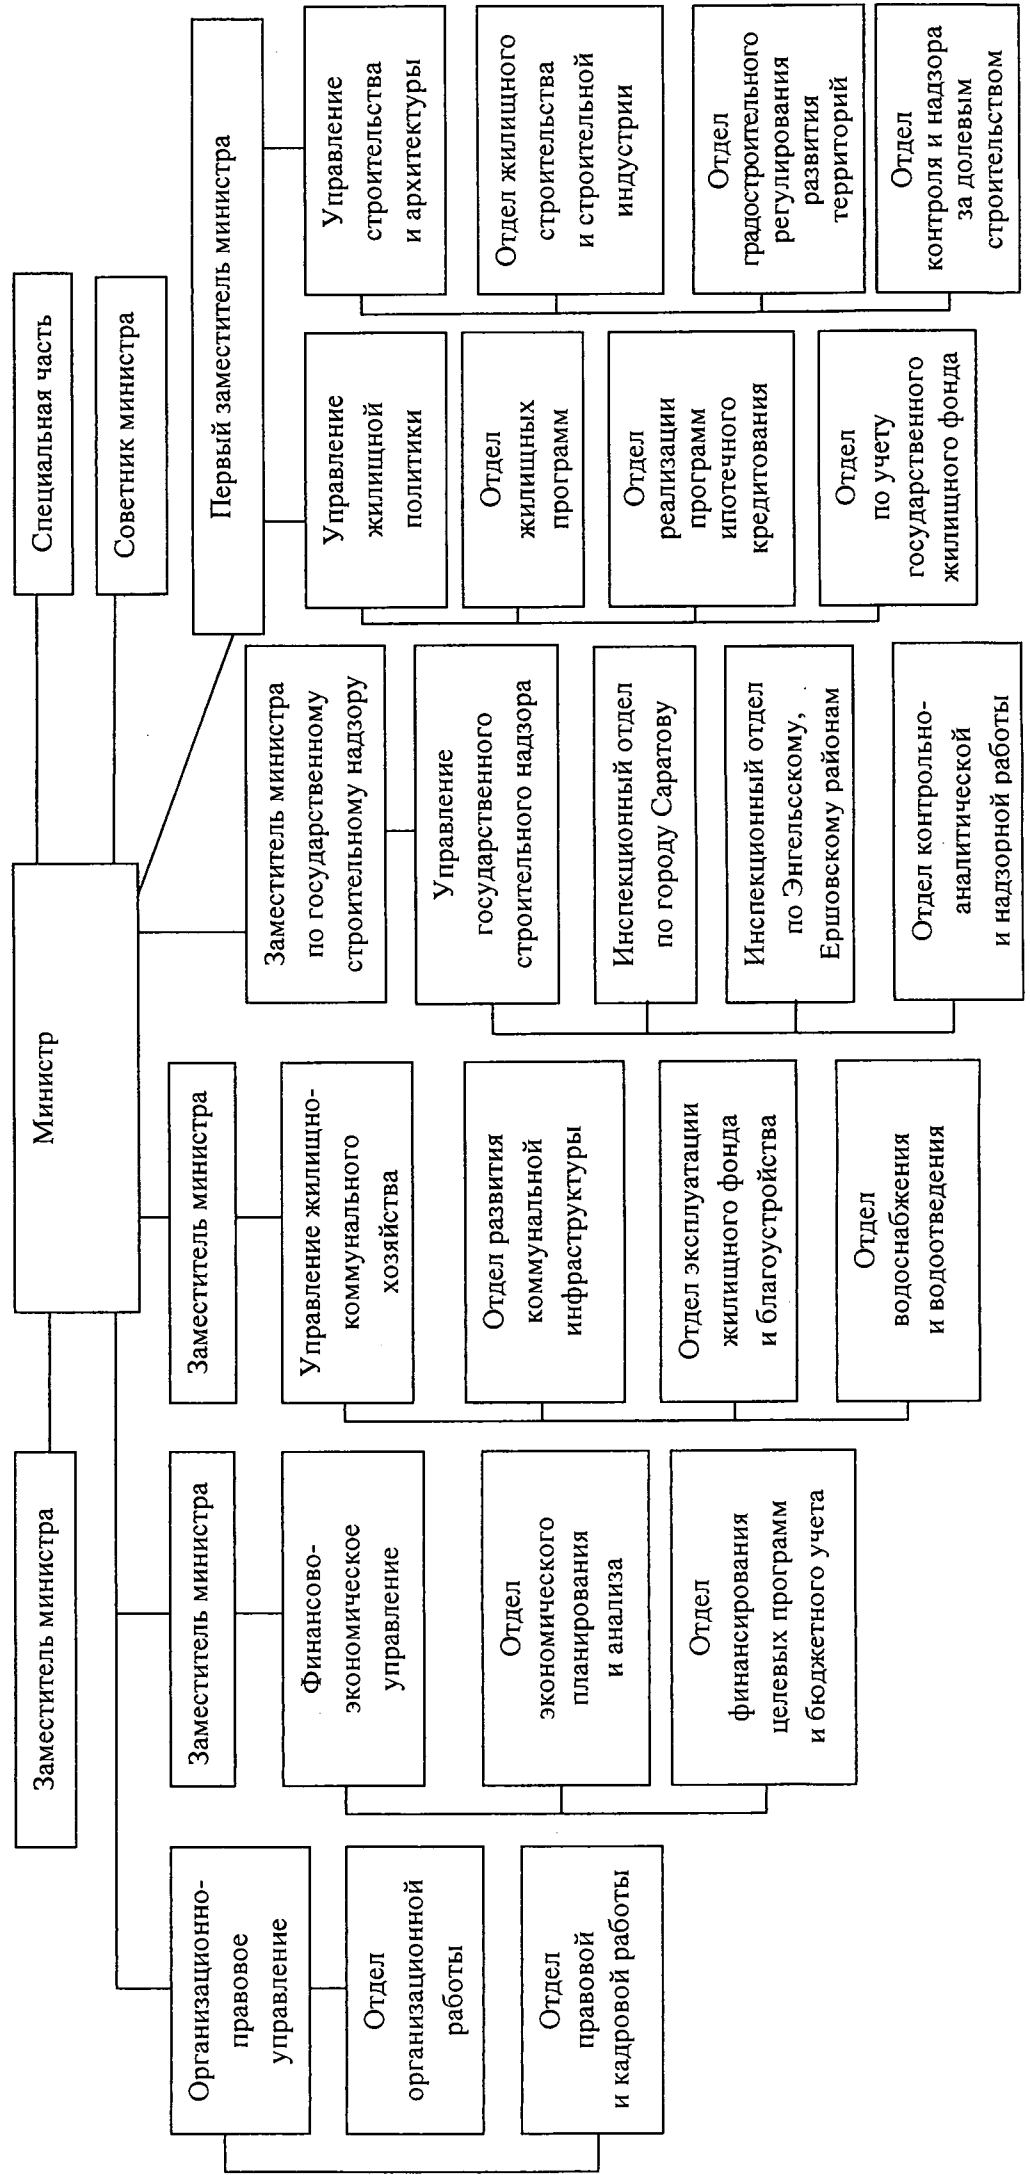 Министр
Специальная часть
Советник министра
Заместитель министра
Организационно-
правовое
управление
Отдел
организационной
работы
Отдел
правовой
и кадровой работы
Заместитель министра
Финансово-
экономическое
управление
Отдел
экономического
планирования
и анализа
Отдел
финансирования
целевых программ
и бюджетного учета
Заместитель министра
Управление жилищно-
коммунального
хозяйства
Отдел развития
коммунальной
инфраструктуры
Отдел эксплуатации
жилищного фонда
и благоустройства
Отдел
водоснабжения
и водоотведения
Заместитель министра
по государственному
строительному надзору
Управление
государственного
строительного надзора
Инспекционный отдел
по городу Саратову
Инспекционный отдел
по Энгельсскому,
Ершовскому районам
Отдел контрольно-
аналитической
и надзорной работы
Первый заместитель министра
Управление
жилищной
политики
Отдел
жилищных
программ
Отдел
реализации
программ
ипотечного
кредитования
Отдел
по учету
государственного
жилищного фонда
Управление
строительства
и архитектуры
Отдел жилищного
строительства
и строительной
индустрии
Отдел
градостроительного
регулирования
развития
территорий
Отдел
контроля и надзора
за долевым
строительством